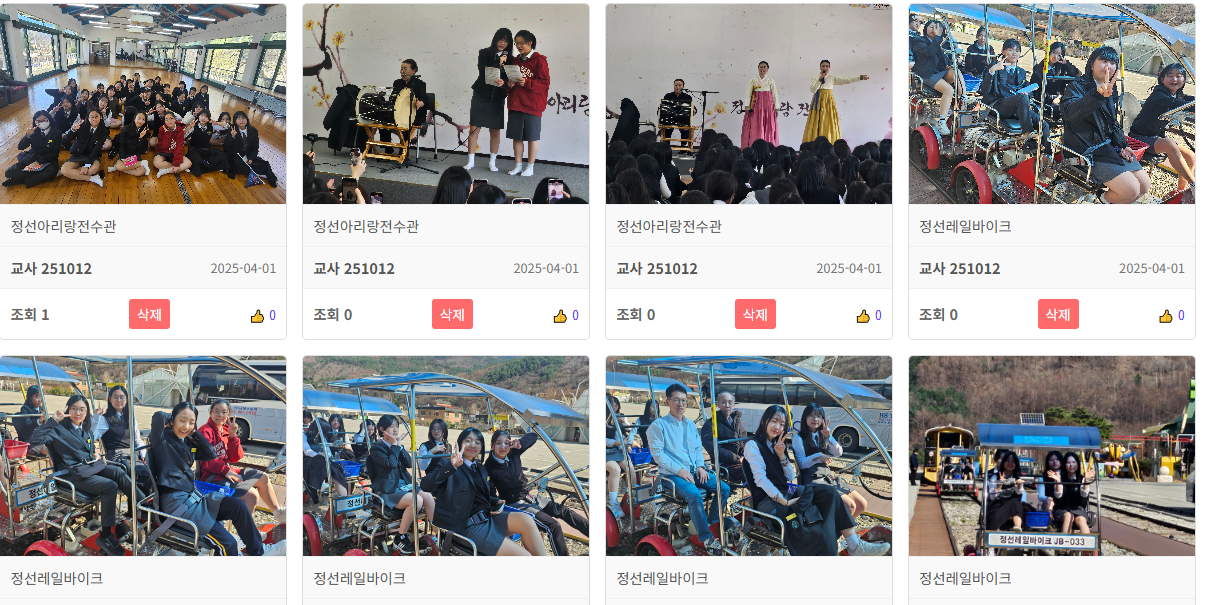 아리랑
정선아리랑전수관
교사 251012 2025-04-01
조회 1 삭제 0
정선아리랑전수관
교사 251012 2025-04-01
조회 0 삭제 0
정선아리랑전수관
교사 251012 2025-04-01
조회 0 삭제 0
정선레일바이크
교사 251012 2025-04-01
조회 0 삭제 0
정선
정선레
정선레일바이크 JB-033
정선레일바이크
정선레일바이크
정선레일바이크
정선레일바이크